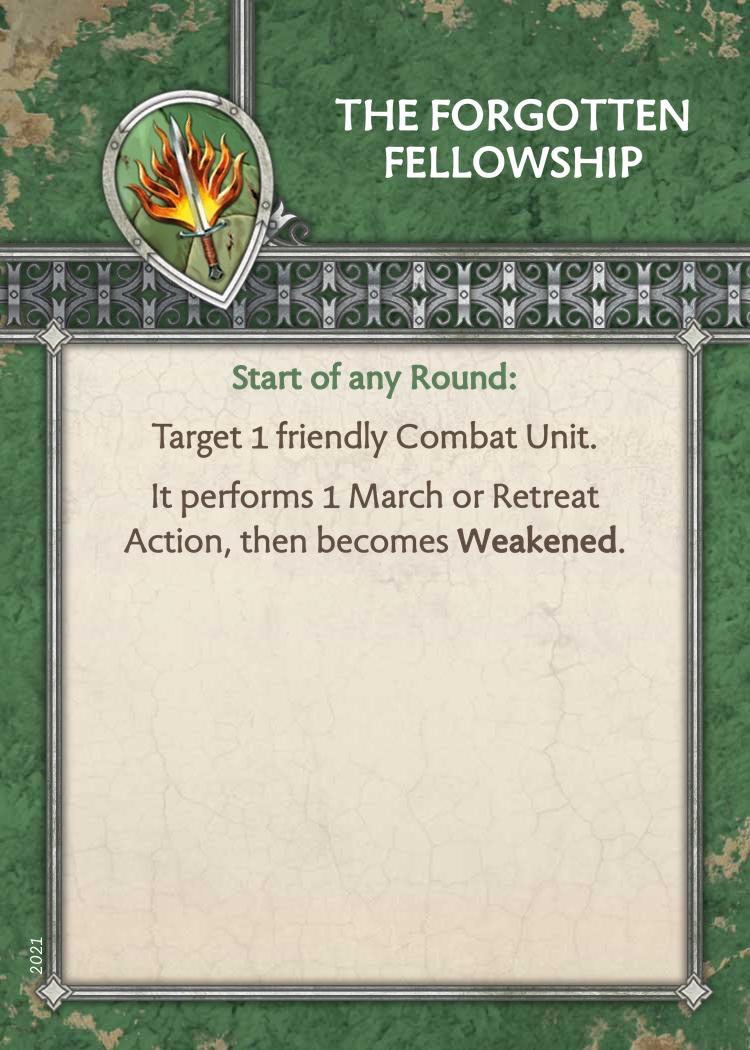 THE FORGOTTEN
FELLOWSHIP
Start of any Round:
Target 1 friendly Combat Unit.
It performs 1 March or Retreat
Action, then becomes Weakened.
2021